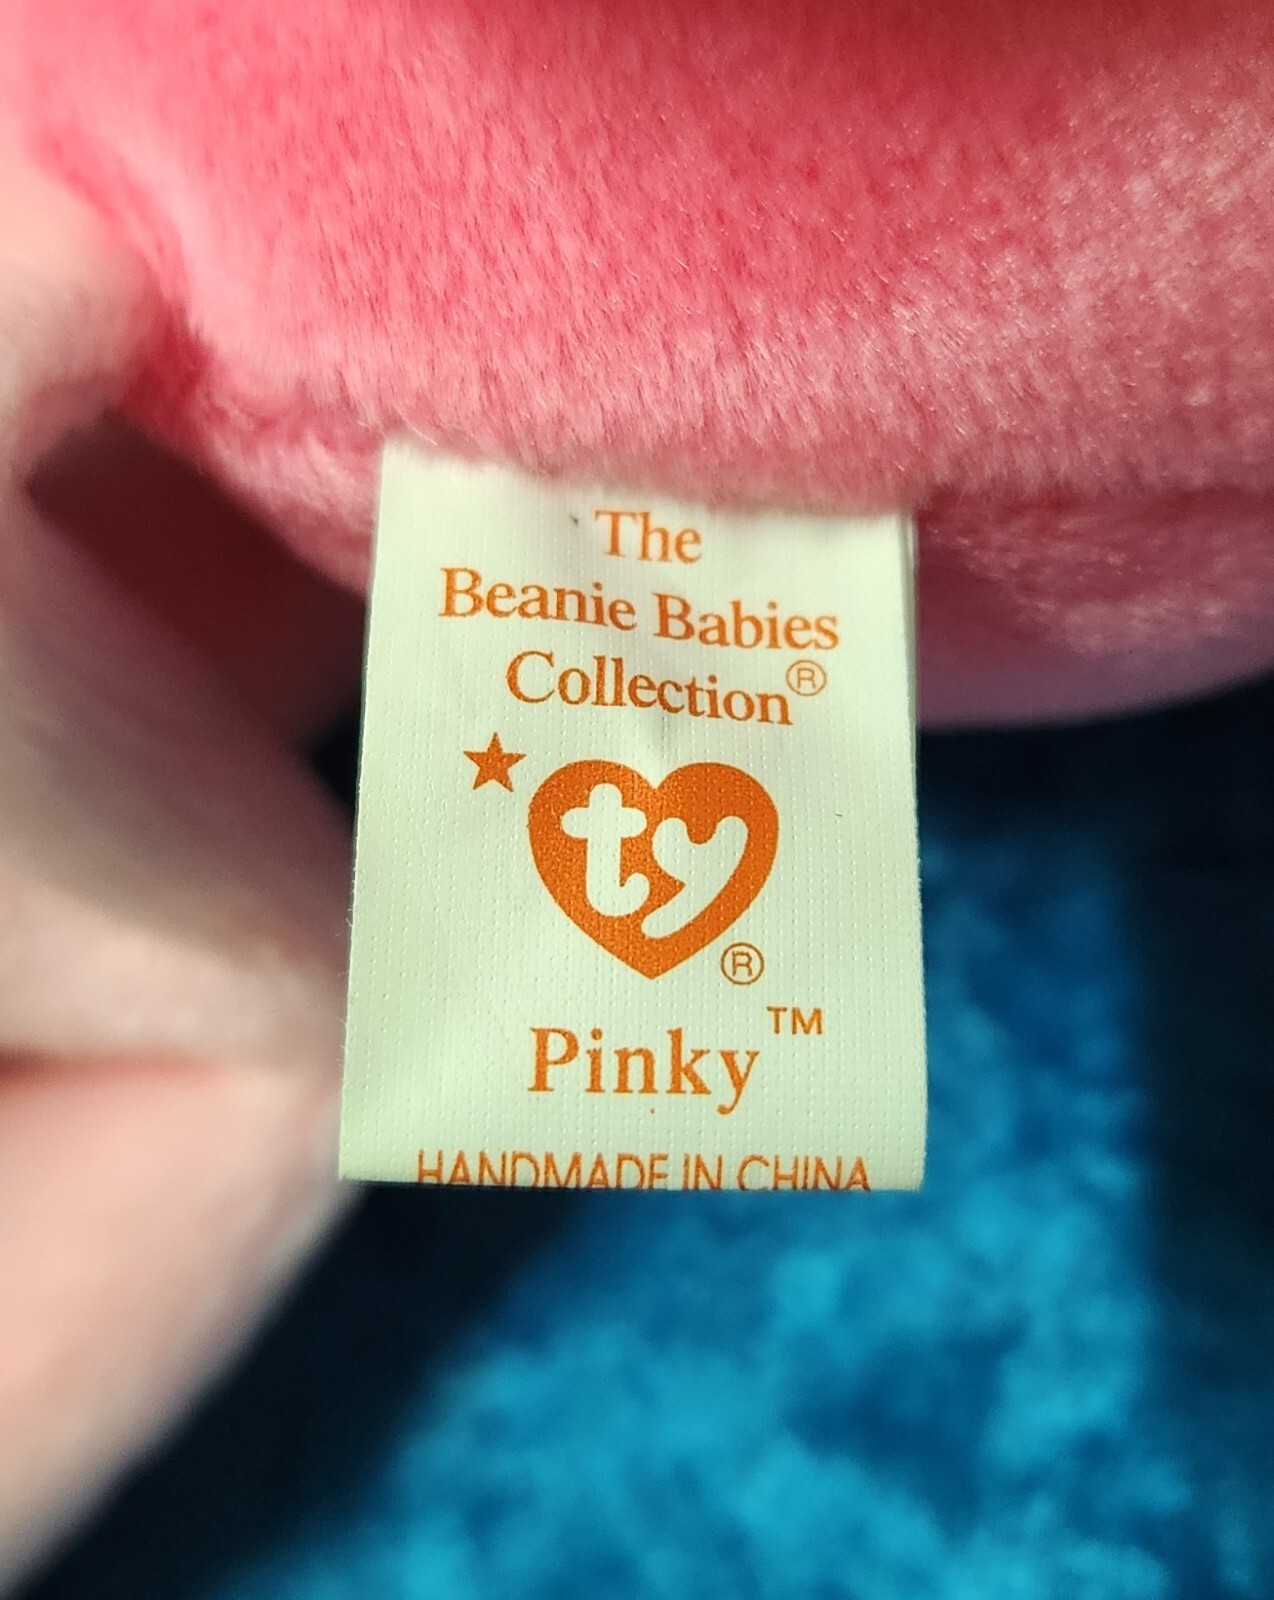 The
Beanie Babies
Collection®
ty®
Pinky™
HANDMADE IN CHINA